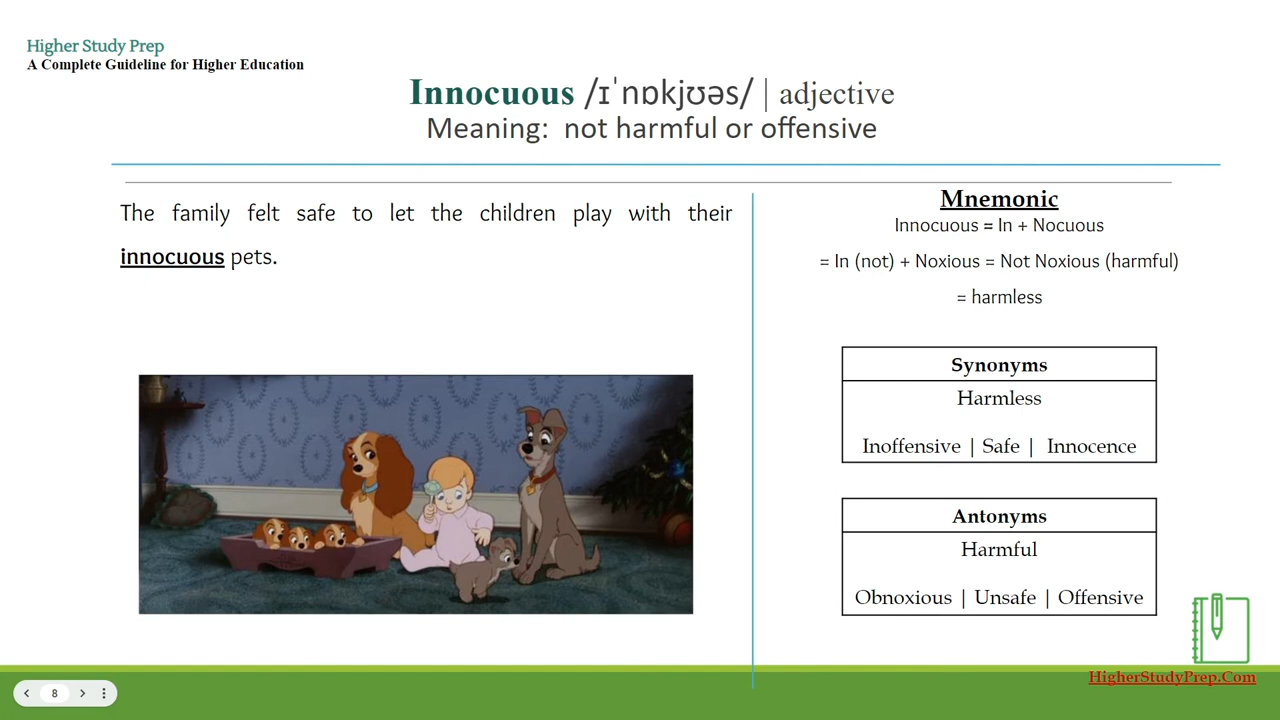 Higher Study Prep
A Complete Guideline for Higher Education
Innocuous /ɪˈnɒkjʊəs/ | adjective
Meaning: not harmful or offensive
The family felt safe to let the children play with their
innocuous pets.
Mnemonic
Innocuous = In + Nocuous
= In (not) + Noxious = Not Noxious (harmful)
= harmless
Synonyms
Harmless
Inoffensive | Safe | Innocence
Antonyms
Harmful
Obnoxious | Unsafe | Offensive
HigherStudyPrep.Com
8